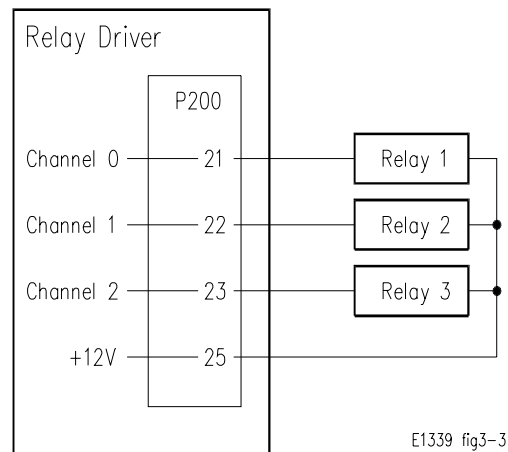 Relay Driver
P200
Channel 0 21 Relay 1
Channel 1 22 Relay 2
Channel 2 23 Relay 3
+12V 25
E1339 fig3-3